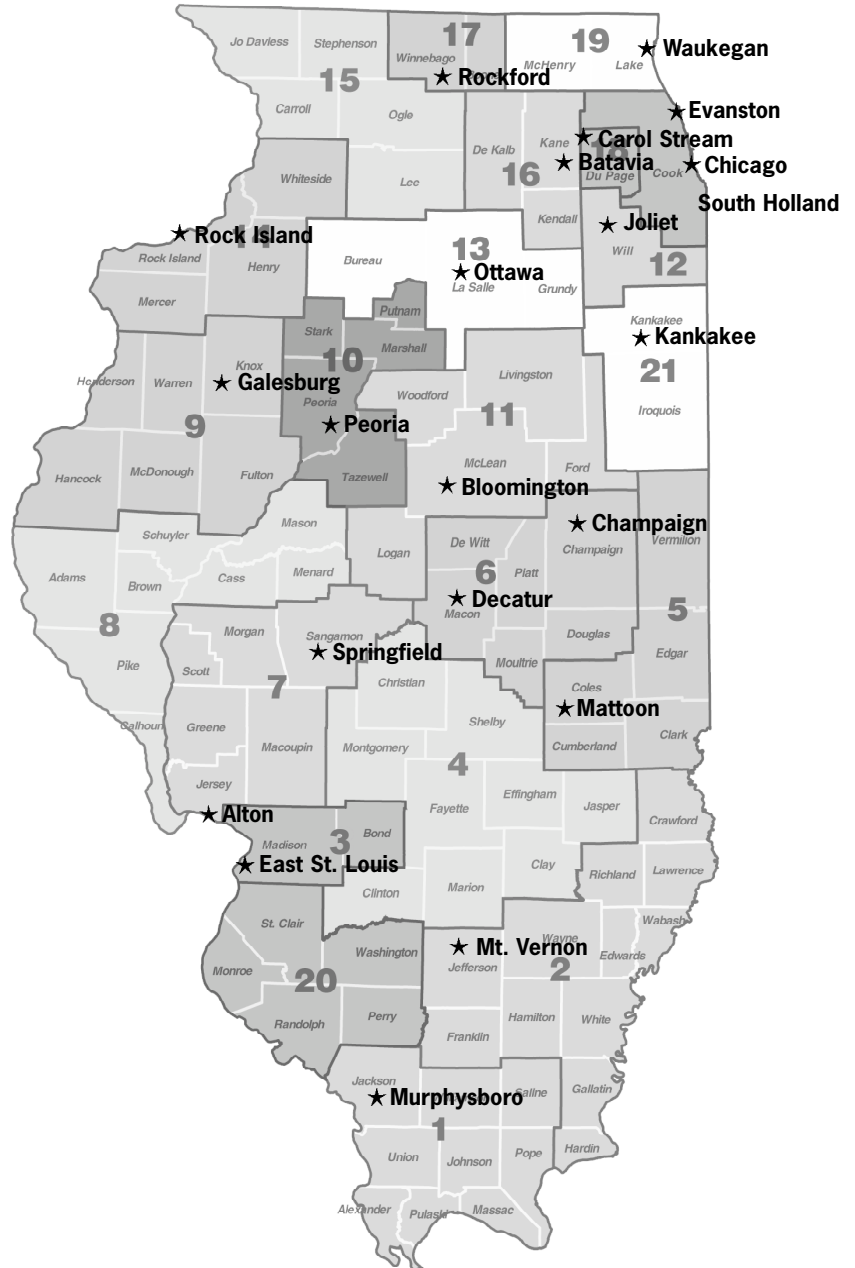 Jo Daviess
Stephenson
Winnebago
17
19
McHenry
Lake
Waukegan
Rockford
15
Carroll
Ogle
Evanston
De Kalb
Kane
Carol Stream
Batavia
Chicago
Whiteside
Lee
16
Du Page
Cook
South Holland
Kendall
Joliet
Rock Island
Rock Island
Henry
Bureau
13
Ottawa
La Salle
Grundy
Will
12
Mercer
Putnam
Stark
Marshall
Kankakee
Kankakee
10
21
Henderson
Warren
Knox
Galesburg
Peoria
Peoria
Woodford
Livingston
Iroquois
9
11
Hancock
McDonough
Fulton
Tazewell
McLean
Ford
Bloomington
Mason
Champaign
Champaign
Vermilion
Schuyler
Adams
Brown
Cass
Menard
Logan
De Witt
Piatt
6
Decatur
Macon
8
Pike
Morgan
Scott
Sangamon
Springfield
Moultrie
Douglas
5
Edgar
7
Christian
Coles
Mattoon
Calhoun
Greene
Macoupin
Montgomery
Shelby
Cumberland
Clark
4
Jersey
Fayette
Effingham
Jasper
Crawford
Alton
Madison
3
Bond
East St. Louis
Clay
Richland
Lawrence
Clinton
Marion
St. Clair
Wabash
Washington
Mt. Vernon
Wayne
Edwards
Monroe
Jefferson
2
20
Randolph
Perry
Franklin
Hamilton
White
Jackson
Murphysboro
Saline
Gallatin
1
Union
Johnson
Pope
Hardin
Alexander
Pulaski
Massac